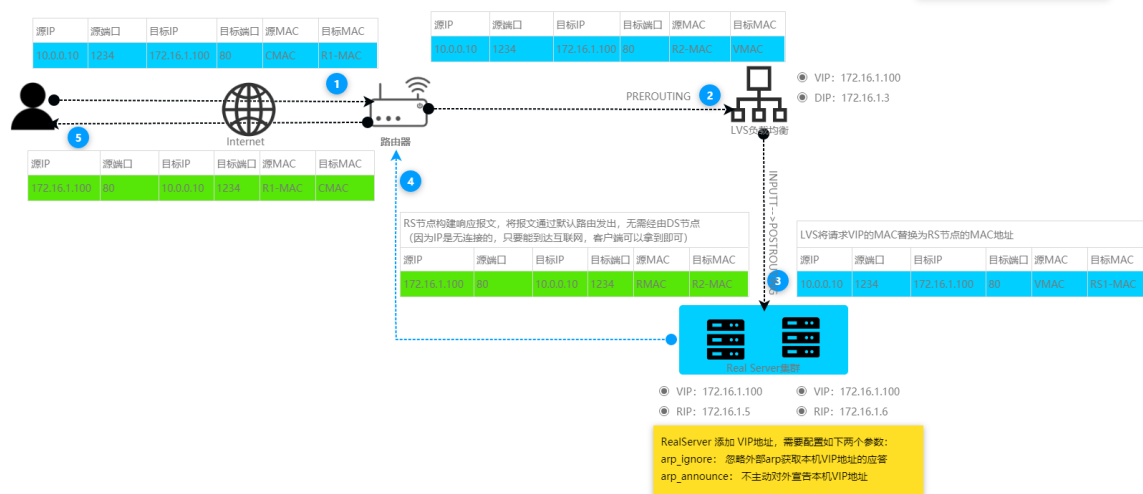 源IP 源端口 目标IP 目标端口 源MAC 目标MAC
10.0.0.10 1234 172.16.1.100 80 CMAC R1-MAC
源IP 源端口 目标IP 目标端口 源MAC 目标MAC
10.0.0.10 1234 172.16.1.100 80 R2-MAC VMAC
1
PREROUTING
2
VIP：172.16.1.100
DIP：172.16.1.3
LVS负载均衡
Internet
路由器
5
源IP 源端口 目标IP 目标端口 源MAC 目标MAC
172.16.1.100 80 10.0.0.10 1234 R1-MAC CMAC
4
INPUTT-->POSTROUTING
RS节点构建响应报文，将报文通过默认路由发出，无需经由DS节点
（因为IP是无连接的，只要能到达互联网，客户端可以拿到即可）
源IP 源端口 目标IP 目标端口 源MAC 目标MAC
172.16.1.100 80 10.0.0.10 1234 RMAC R2-MAC
3
LVS将请求VIP的MAC替换为RS节点的MAC地址
源IP 源端口 目标IP 目标端口 源MAC 目标MAC
10.0.0.10 1234 172.16.1.100 80 VMAC RS1-MAC
Real Server集群
VIP：172.16.1.100
RIP：172.16.1.5
VIP：172.16.1.100
RIP：172.16.1.6
RealServer 添加 VIP地址，需要配置如下两个参数：
arp_ignore： 忽略外部arp获取本机VIP地址的应答
arp_announce： 不主动对外宣告本机VIP地址